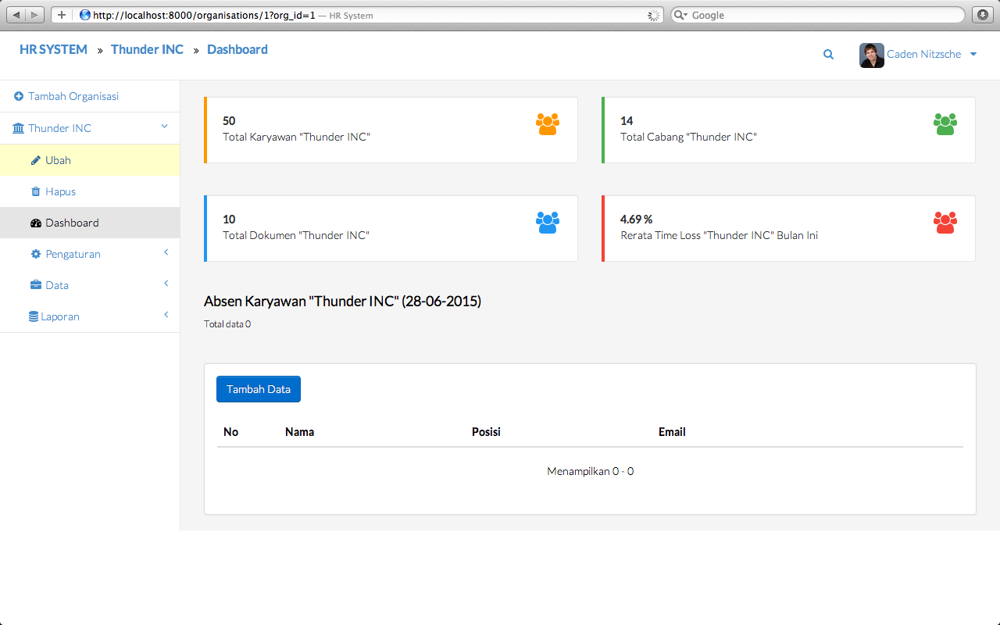 http://localhost:8000/organisations/1?org_id=1 — HR System
Google
HR SYSTEM » Thunder INC » Dashboard
Caden Nitzsche
Tambah Organisasi
Thunder INC
Ubah
Hapus
Dashboard
Pengaturan
Data
Laporan
50
Total Karyawan "Thunder INC"
14
Total Cabang "Thunder INC"
10
Total Dokumen "Thunder INC"
4.69 %
Rerata Time Loss "Thunder INC" Bulan Ini
Absen Karyawan "Thunder INC" (28-06-2015)
Total data 0
Tambah Data
No Nama Posisi Email
Menampilkan 0 - 0